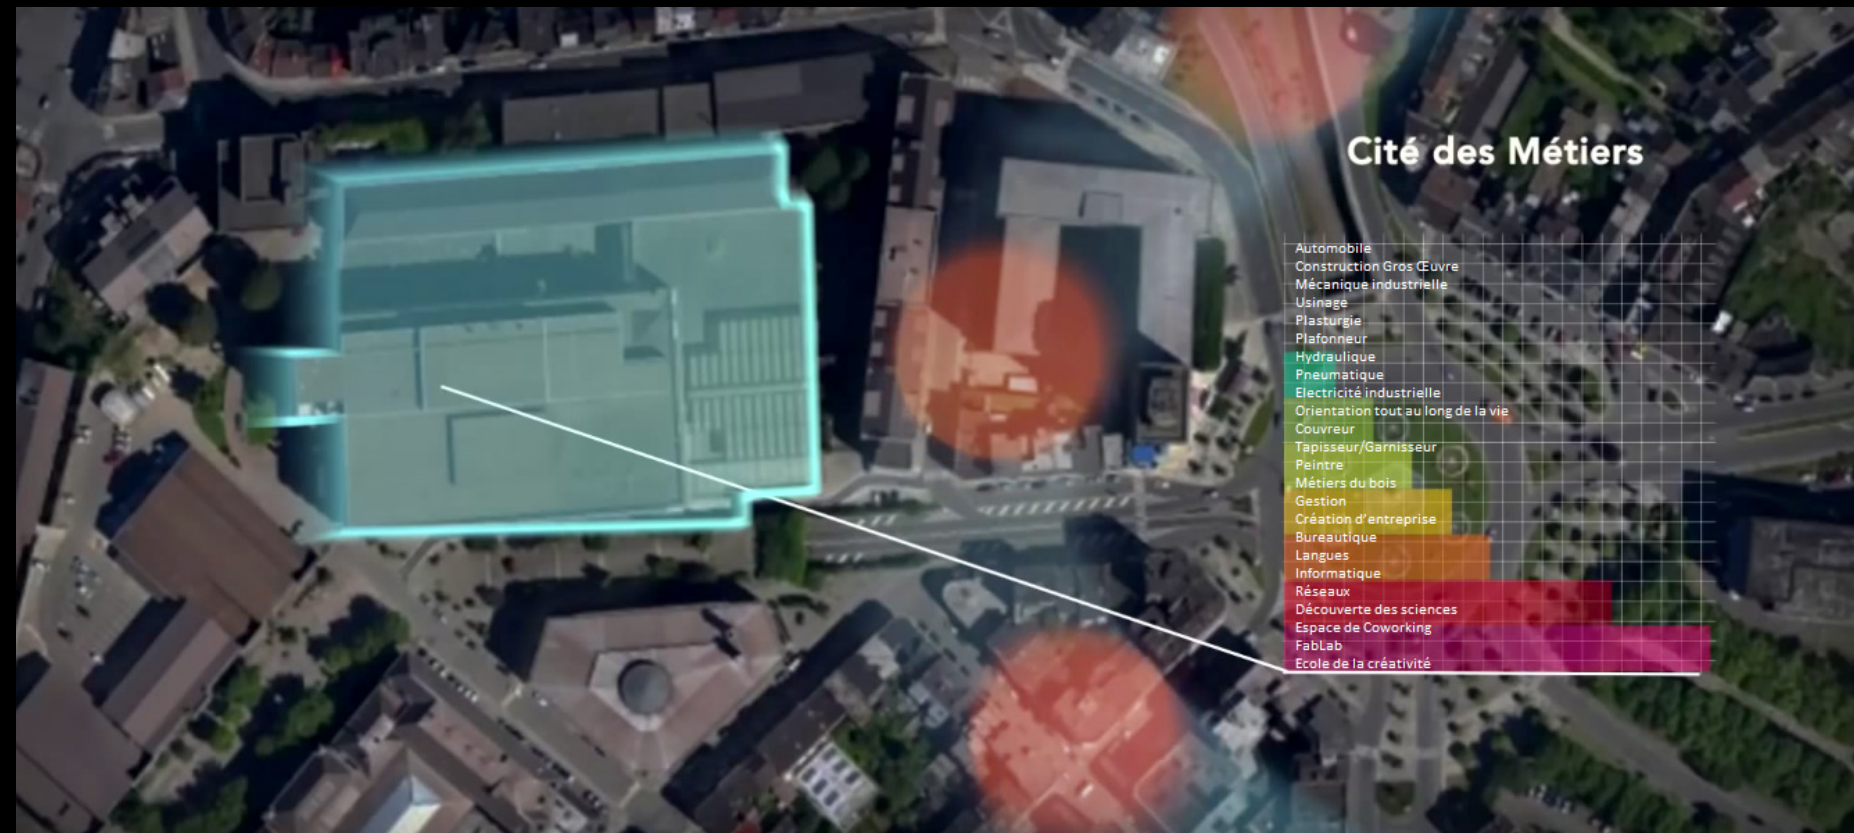 Cité des Métiers
Automobile
Construction Gros Œuvre
Mécanique industrielle
Usinage
Plasturgie
Plafonneur
Hydraulique
Pneumatique
Electricité industrielle
Orientation tout au long de la vie
Couvreur
Tapisseur/Garnisseur
Peintre
Métiers du bois
Gestion
Création d'entreprise
Bureautique
Langues
Informatique
Réseaux
Découverte des sciences
Espace de Coworking
FabLab
Ecole de la créativité